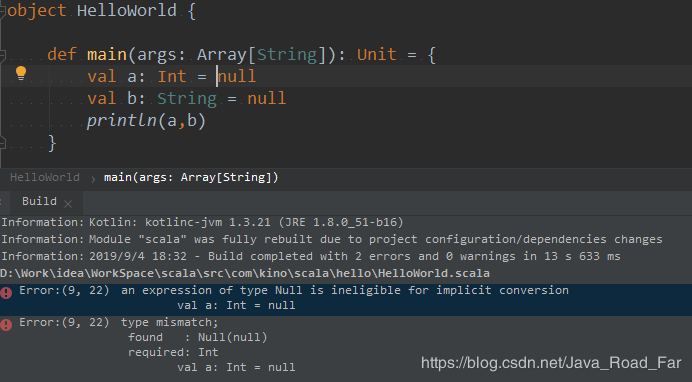 object HelloWorld {
def main(args: Array[String]): Unit = {
val a: Int = null
val b: String = null
println(a,b)
}
HelloWorld › main(args: Array[String])
Build ×
Information: Kotlin: kotlinc-jvm 1.3.21 (JRE 1.8.0_51-b16)
Information: Module "scala" was fully rebuilt due to project configuration/dependencies changes
Information: 2019/9/4 18:32 - Build completed with 2 errors and 0 warnings in 13 s 633 ms
D:\Work\idea\WorkSpace\scala\src\com\kino\scala\hello\HelloWorld.scala
Error:(9, 22) an expression of type Null is ineligible for implicit conversion
val a: Int = null
Error:(9, 22) type mismatch;
found : Null(null)
required: Int
val a: Int = null
https://blog.csdn.net/Java_Road_Far